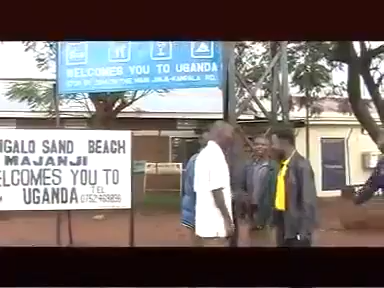 WELCOMES YOU TO UGANDA
NGALO SAND BEACH
MAJANJI
ELCOMES YOU TO
UGANDA TEL